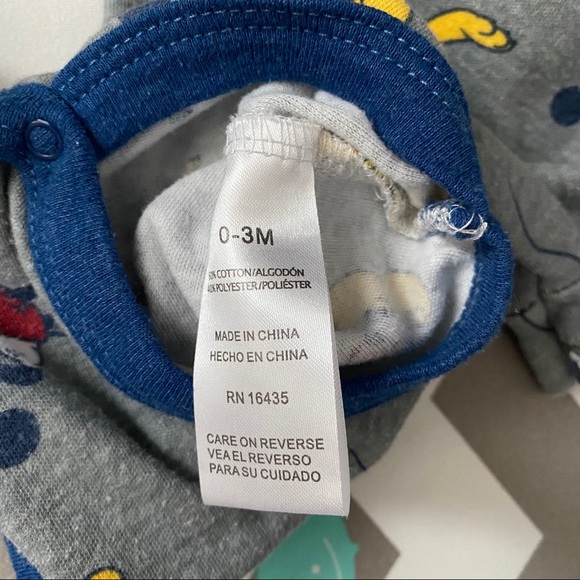 0-3M
COTTON/ALGODÓN
POLYESTER/POLIÉSTER
MADE IN CHINA
HECHO EN CHINA
RN 16435
CARE ON REVERSE
VEA EL REVERSO
PARA SU CUIDADO